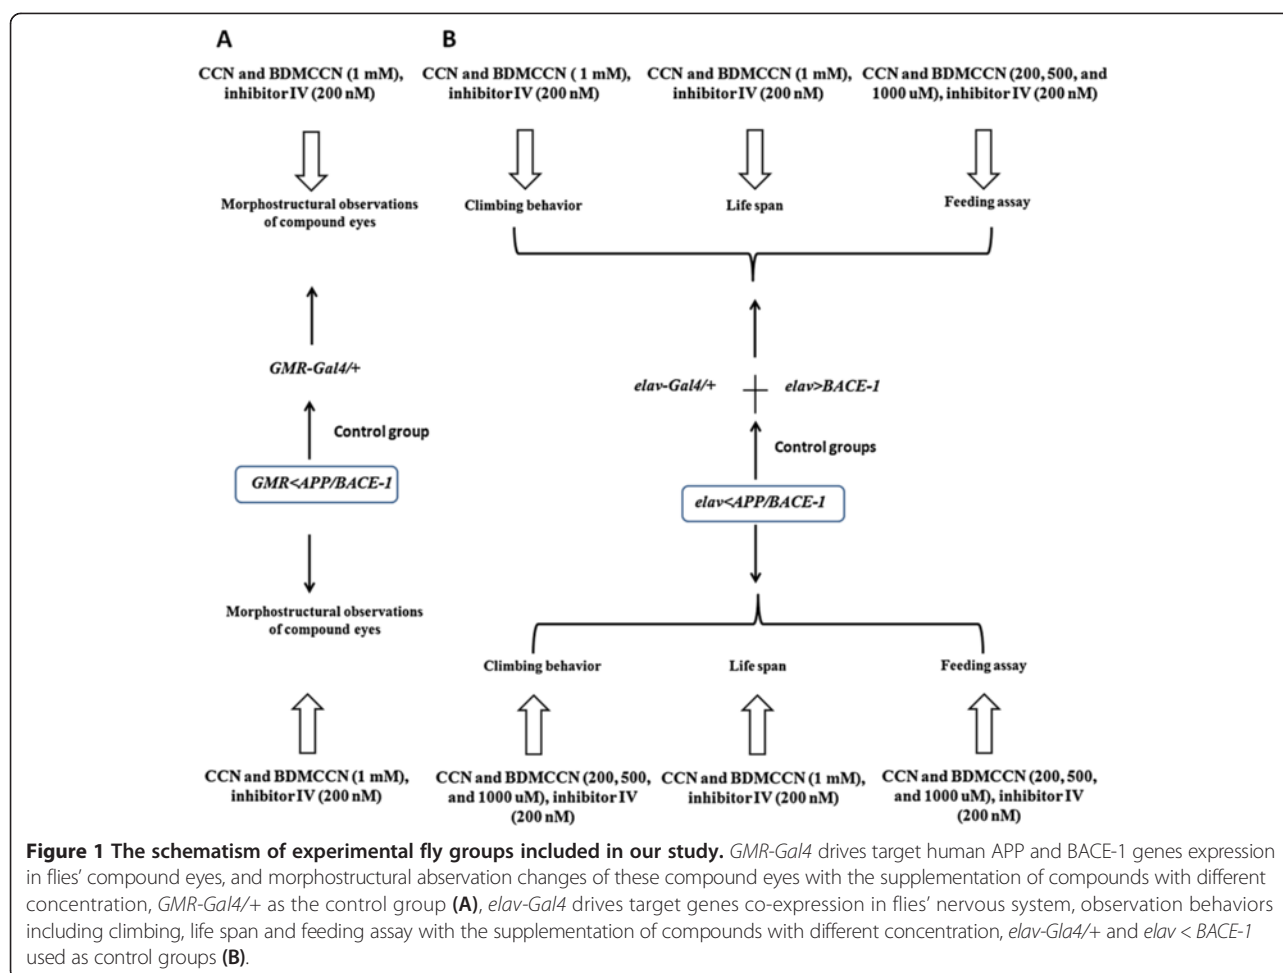 A
B
CCN and BDMCCN (1 mM),
inhibitor IV (200 nM)
CCN and BDMCCN ( 1 mM),
inhibitor IV (200 nM)
CCN and BDMCCN (1 mM),
inhibitor IV (200 nM)
CCN and BDMCCN (200, 500, and
1000 uM), inhibitor IV (200 nM)
Morphostructural observations
of compound eyes
Climbing behavior
Life span
Feeding assay
GMR-Gal4/+
elav-Gal4/+
elav>BACE-1
Control group
Control groups
GMR<APP/BACE-1
elav<APP/BACE-1
Morphostructural observations
of compound eyes
Climbing behavior
Life span
Feeding assay
CCN and BDMCCN (1 mM),
inhibitor IV (200 nM)
CCN and BDMCCN (200, 500,
and 1000 uM), inhibitor IV
(200 nM)
CCN and BDMCCN (1 mM),
inhibitor IV (200 nM)
CCN and BDMCCN (200, 500,
and 1000 uM), inhibitor IV
(200 nM)
Figure 1 The schematism of experimental fly groups included in our study. GMR-Gal4 drives target human APP and BACE-1 genes expression
in flies' compound eyes, and morphostructural abservation changes of these compound eyes with the supplementation of compounds with different
concentration, GMR-Gal4/+ as the control group (A), elav-Gal4 drives target genes co-expression in flies' nervous system, observation behaviors
including climbing, life span and feeding assay with the supplementation of compounds with different concentration, elav-Gla4/+ and elav < BACE-1
used as control groups (B).